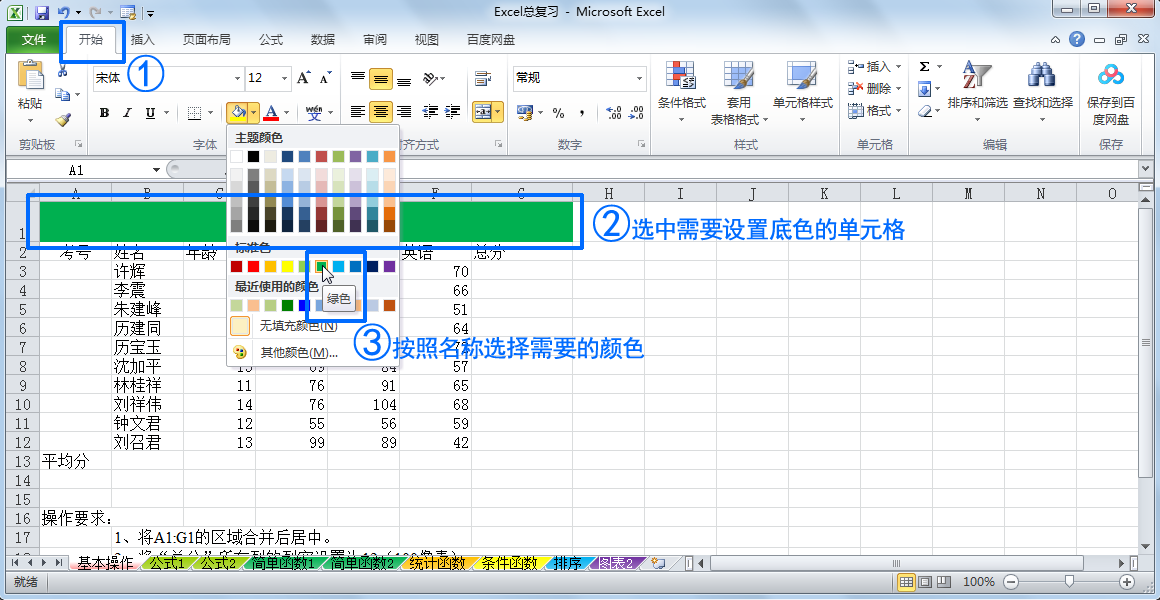 Excel总复习 - Microsoft Excel
文件 开始 插入 页面布局 公式 数据 审阅 视图 百度网盘
①
宋体 12 常规
粘贴
条件格式 套用 表格格式 单元格样式
插入
删除
格式
排序和筛选 查找和选择
保存到百度网盘
剪贴板 字体 对齐方式 数字 样式 单元格 编辑 保存
A1
A B C F G H I J K L M N O
1
②选中需要设置底色的单元格
主题颜色
标准色
最近使用的颜色
绿色
无填充颜色(N)
其他颜色(M)...
③按照名称选择需要的颜色
2 考号 姓名 年龄 英语 总分
3 许辉 70
4 李震 66
5 朱建峰 51
6 历建同 64
7 历宝玉
8 沈加平 57
9 林桂祥 11 76 91 65
10 刘祥伟 14 76 104 68
11 钟文君 12 55 56 59
12 刘召君 13 99 89 42
13 平均分
14
15
16 操作要求：
17 1、将A1:G1的区域合并后居中。
基本操作 公式1 公式2 简单函数1 简单函数2 统计函数 条件函数 排序 图表2
就绪 100%